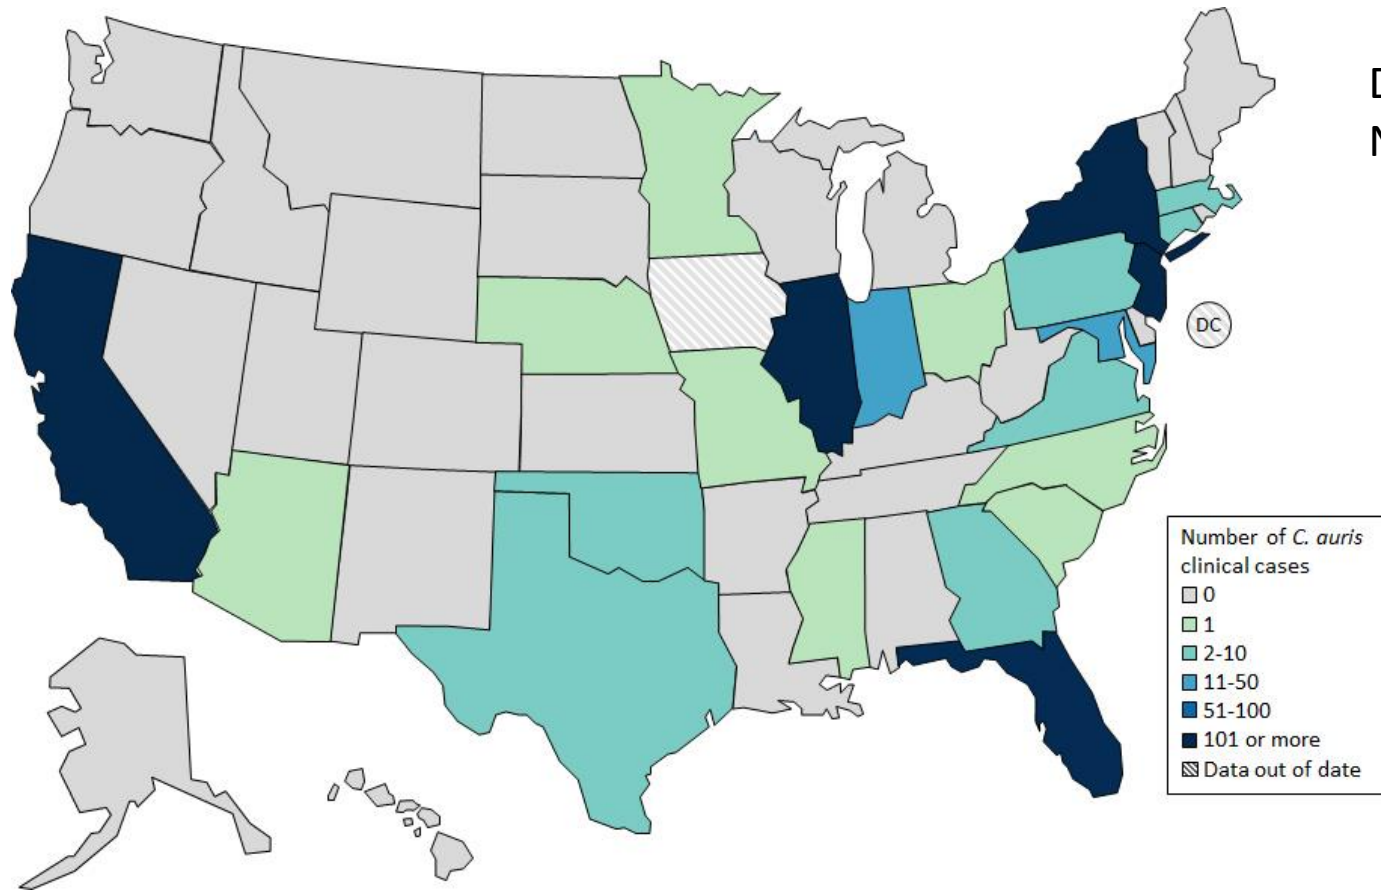 DC
Number of C. auris
clinical cases
0
1
2-10
11-50
51-100
101 or more
Data out of date